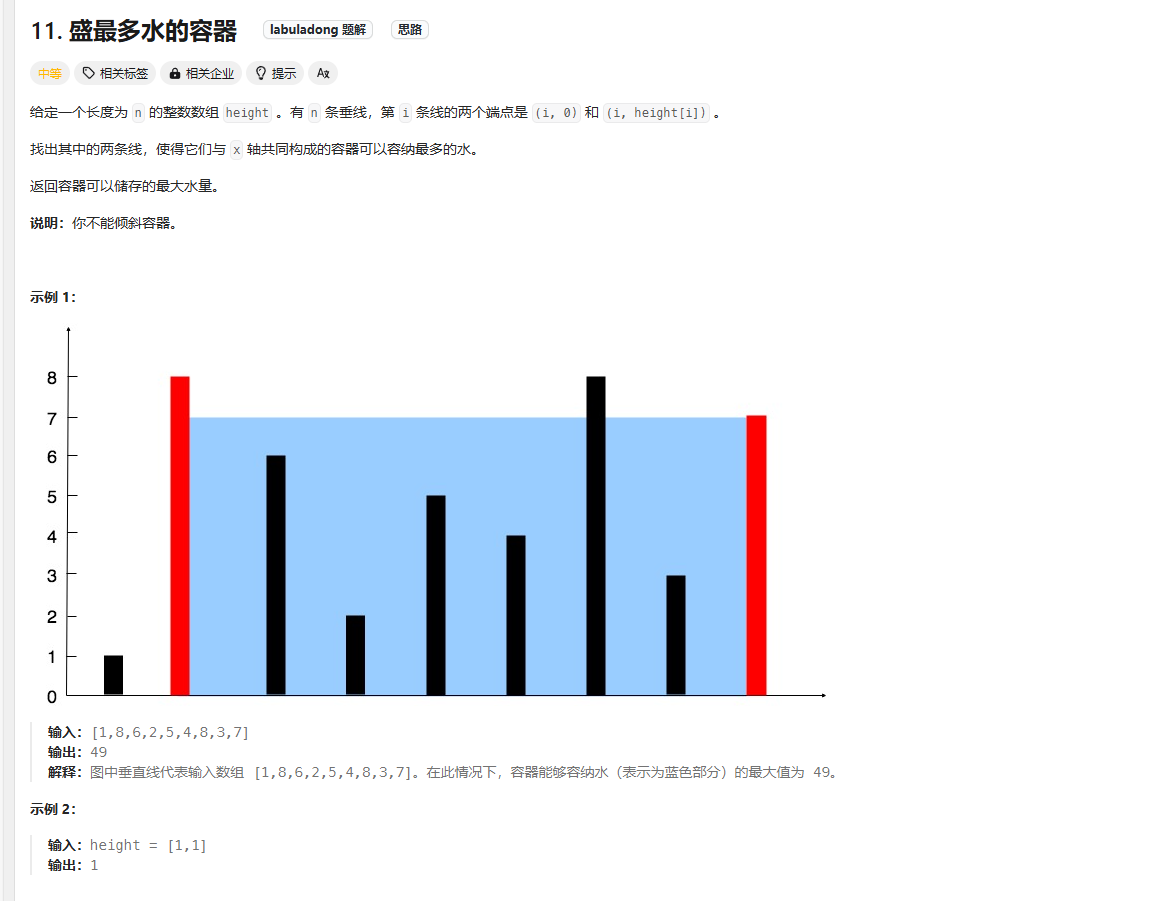 11. 盛最多水的容器 labuladong 题解 思路
中等 相关标签 相关企业 提示 Ax
给定一个长度为 n 的整数数组 height 。有 n 条垂线，第 i 条线的两个端点是 (i, 0) 和 (i, height[i]) 。
找出其中的两条线，使得它们与 x 轴共同构成的容器可以容纳最多的水。
返回容器可以储存的最大水量。
说明：你不能倾斜容器。
示例 1：
8
7
6
5
4
3
2
1
0
输入：[1,8,6,2,5,4,8,3,7]
输出：49
解释：图中垂直线代表输入数组 [1,8,6,2,5,4,8,3,7]。在此情况下，容器能够容纳水（表示为蓝色部分）的最大值为 49。
示例 2：
输入：height = [1,1]
输出：1